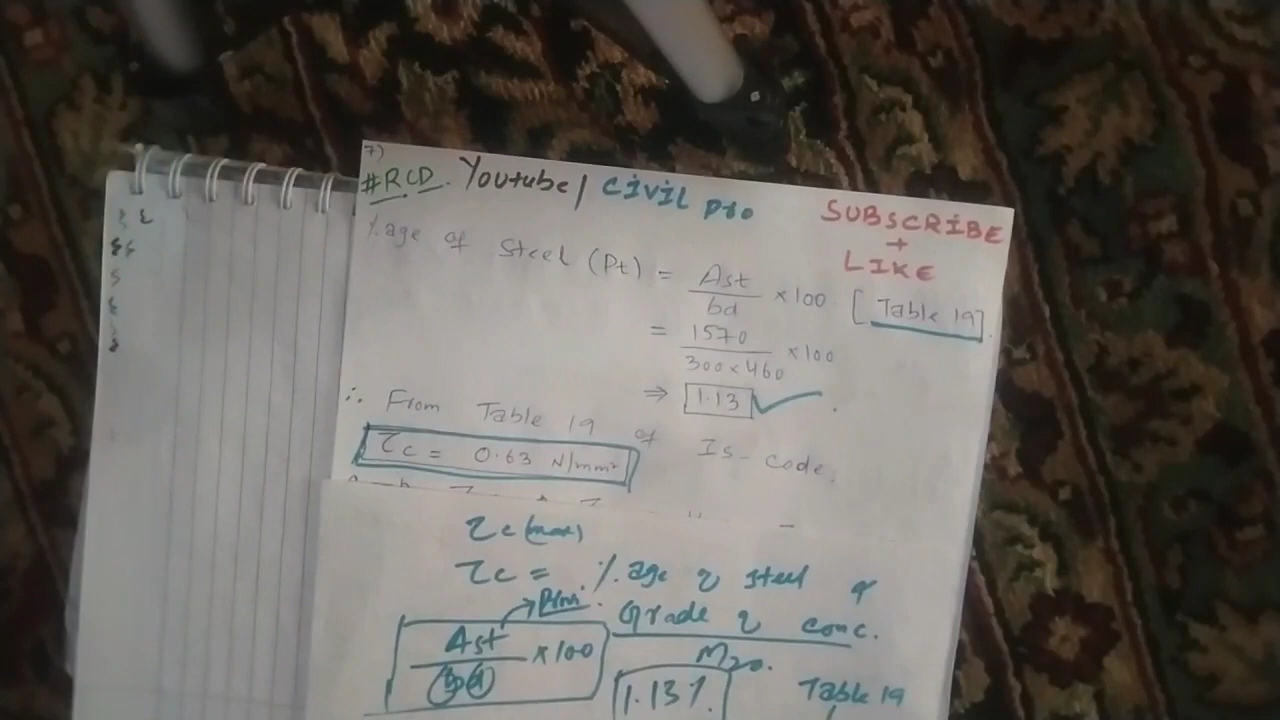 7)
#RCD. Youtube/ Civil pro
SUBSCRIBE
+
LIKE
%age of Steel (Pt) = Ast/bd ×100 [Table 19]
= 1570/300×460 ×100
⇒ 1.13
∴ From Table 19 of Is-code.
τc = 0.63 N/mm²
τc (max)
τc = %age of steel &
Grade of conc.
Ast/bd ×100
M20.
1.13%.
Table 19